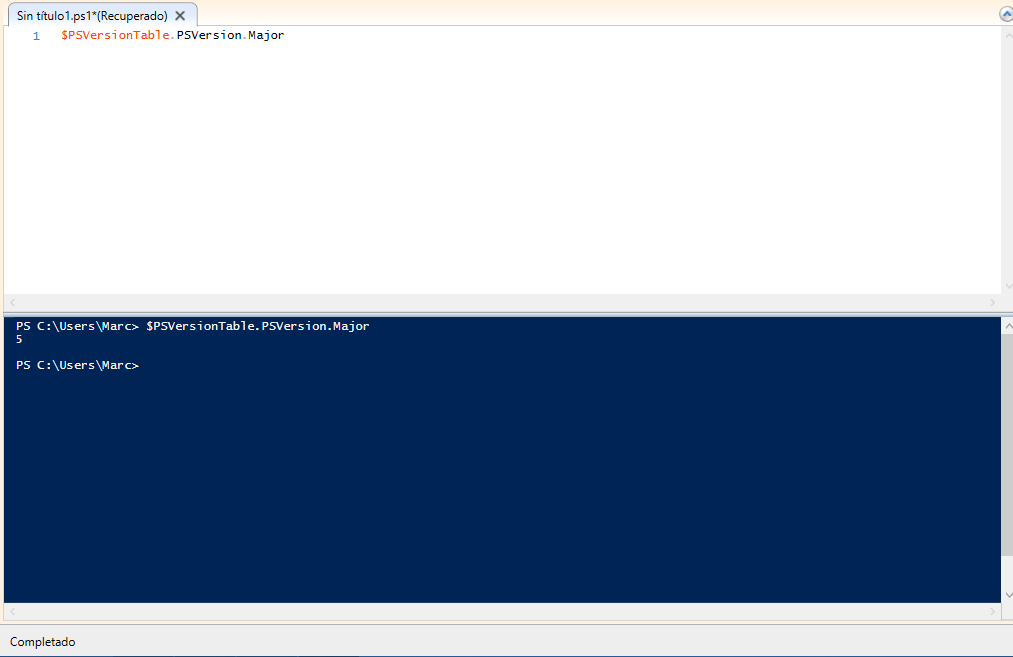 Sin título1.ps1*(Recuperado)
1 $PSVersionTable.PSVersion.Major
PS C:\Users\Marc> $PSVersionTable.PSVersion.Major
5
PS C:\Users\Marc>
Completado